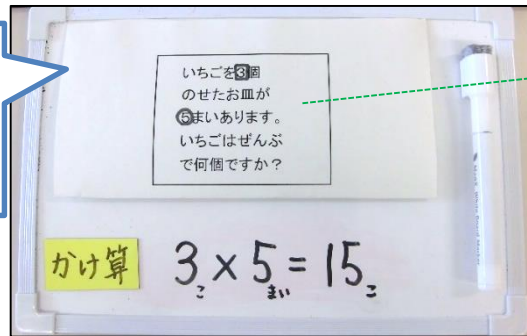 いちごを3個
のせたお皿が
5まいあります。
いちごはぜんぶ
で何個ですか？
かけ算
3×5=15
こ まい こ